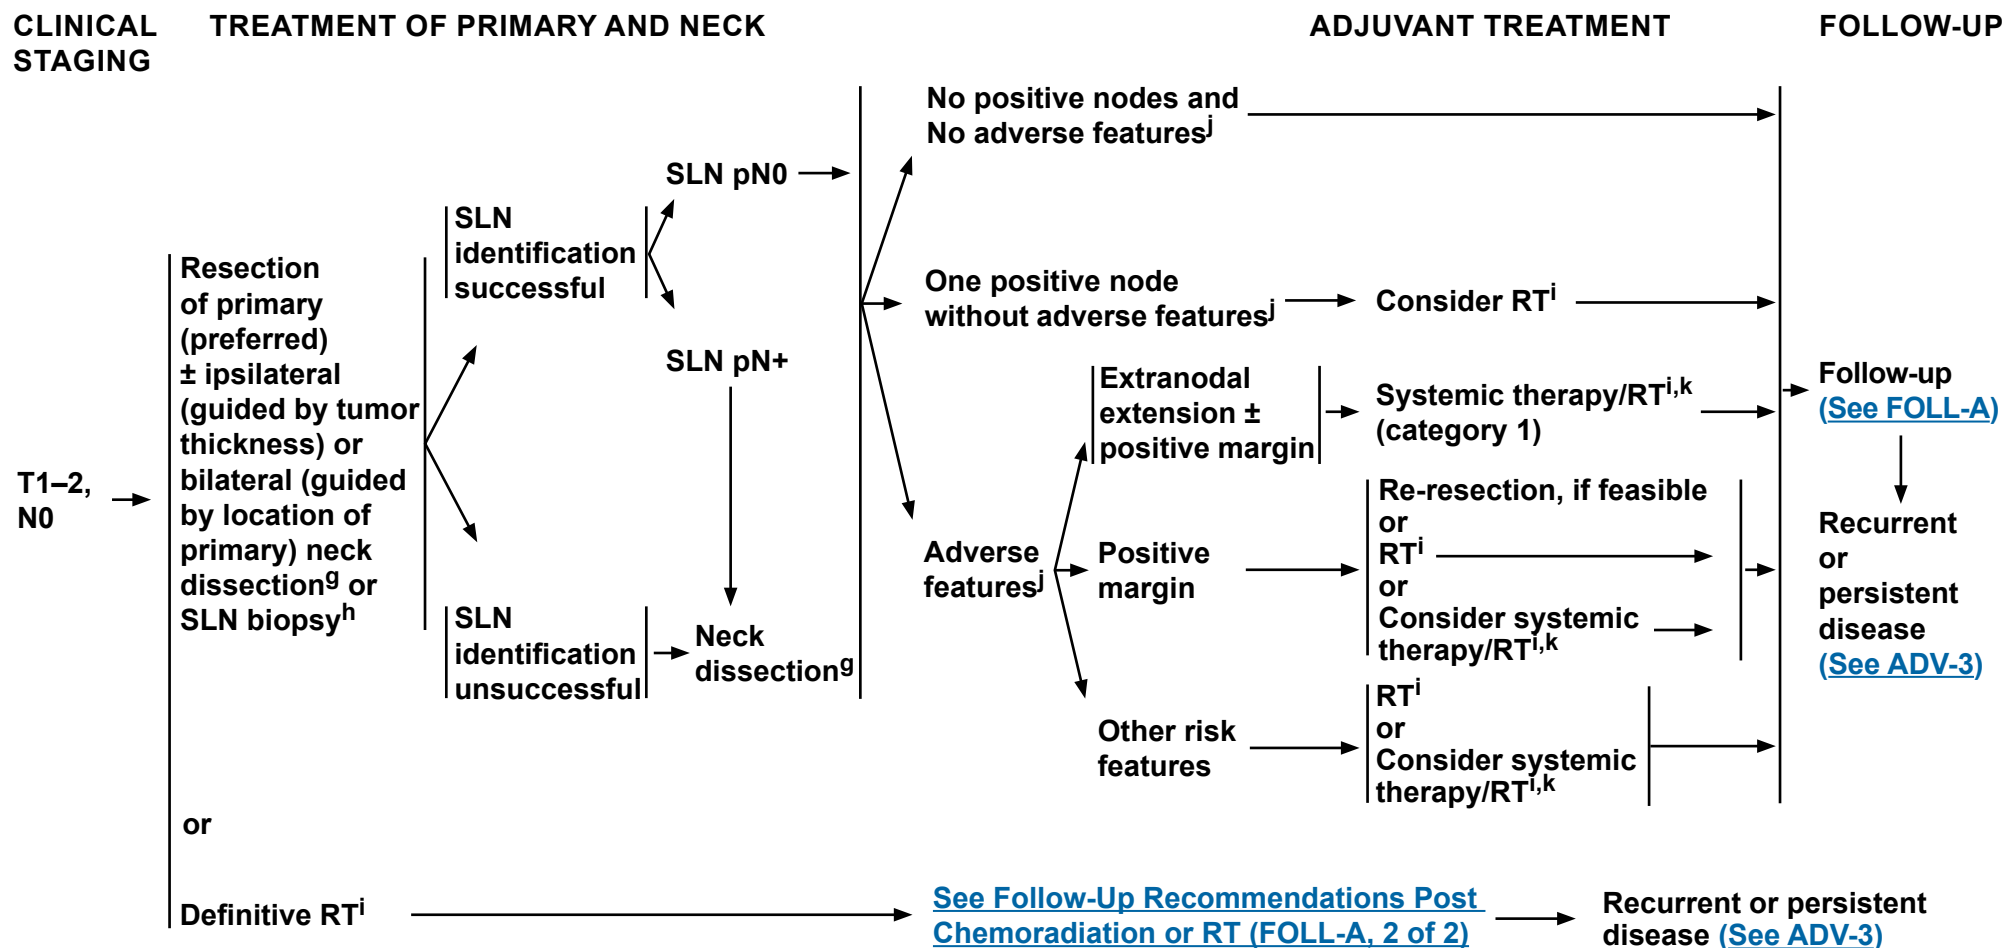 CLINICAL
STAGING
TREATMENT OF PRIMARY AND NECK
ADJUVANT TREATMENT
FOLLOW-UP
T1–2,
N0
Resection
of primary
(preferred)
± ipsilateral
(guided by tumor
thickness) or
bilateral (guided
by location of
primary) neck
dissectiong or
SLN biopsyh
or
Definitive RTi
SLN
identification
successful
SLN
identification
unsuccessful
SLN pN0
SLN pN+
Neck
dissectiong
No positive nodes and
No adverse featuresj
One positive node
without adverse featuresj
Consider RTi
Adverse
featuresj
Extranodal
extension ±
positive margin
Systemic therapy/RTi,k
(category 1)
Positive
margin
Re-resection, if feasible
or
RTi
or
Consider systemic
therapy/RTi,k
Other risk
features
RTi
or
Consider systemic
therapy/RTi,k
Follow-up
(See FOLL-A)
Recurrent
or
persistent
disease
(See ADV-3)
See Follow-Up Recommendations Post
Chemoradiation or RT (FOLL-A, 2 of 2)
Recurrent or persistent
disease (See ADV-3)